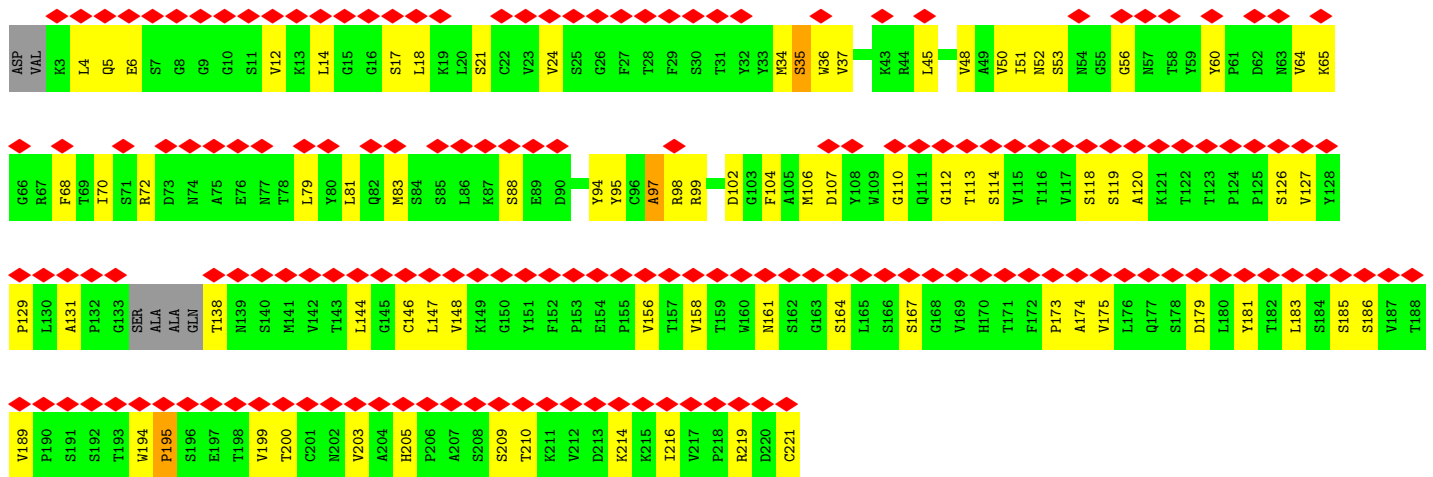 ASP VAL K3 L4 Q5 E6 S7 G8 G9 G10 S11 V12 K13 L14 G15 G16 S17 L18 K19 L20 S21 C22 V23 V24 S25 G26 F27 T28 F29 S30 T31 Y32 Y33 M34 S35 W36 V37 K43 R44 L45 V48 A49 V50 I51 N52 S53 N54 G55 G56 N57 T58 Y59 Y60 P61 D62 N63 V64 K65
G66 R67 F68 T69 I70 S71 R72 D73 N74 A75 E76 N77 T78 L79 Y80 L81 Q82 M83 S84 S85 L86 K87 S88 E89 D90 Y94 Y95 C96 A97 R98 R99 D102 G103 F104 A105 M106 D107 Y108 W109 G110 Q111 G112 T113 S114 V115 T116 V117 S118 S119 A120 K121 T122 T123 P124 P125 S126 V127 Y128
P129 L130 A131 P132 G133 SER ALA ALA GLN T138 N139 S140 M141 V142 T143 L144 G145 C146 L147 V148 K149 G150 Y151 F152 P153 E154 P155 V156 T157 V158 T159 W160 N161 S162 G163 S164 L165 S166 S167 G168 V169 H170 T171 F172 P173 A174 V175 L176 Q177 S178 D179 L180 Y181 T182 L183 S184 S185 S186 V187 T188
V189 P190 S191 S192 T193 W194 P195 S196 E197 T198 V199 T200 C201 N202 V203 A204 H205 P206 A207 S208 S209 T210 K211 V212 D213 K214 K215 I216 V217 P218 R219 D220 C221